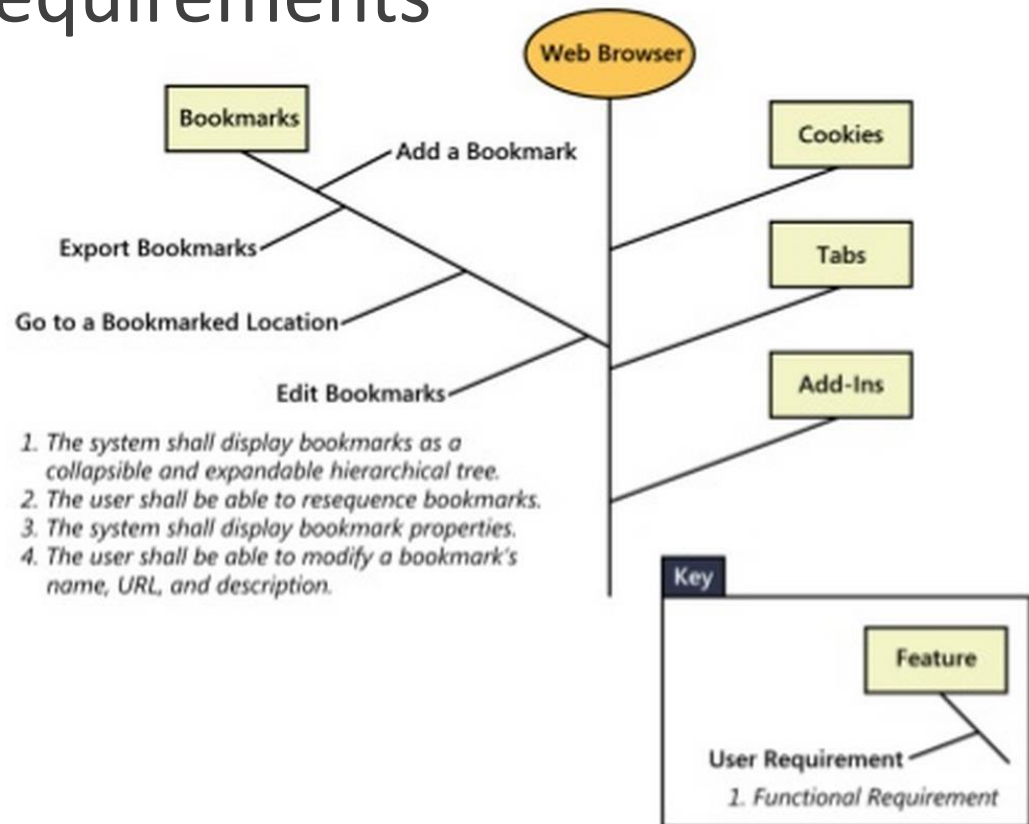 equirements
Web Browser
Bookmarks
Add a Bookmark
Export Bookmarks
Go to a Bookmarked Location
Edit Bookmarks
1. The system shall display bookmarks as a
collapsible and expandable hierarchical tree.
2. The user shall be able to resequence bookmarks.
3. The system shall display bookmark properties.
4. The user shall be able to modify a bookmark's
name, URL, and description.
Cookies
Tabs
Add-Ins
Key
Feature
User Requirement
1. Functional Requirement